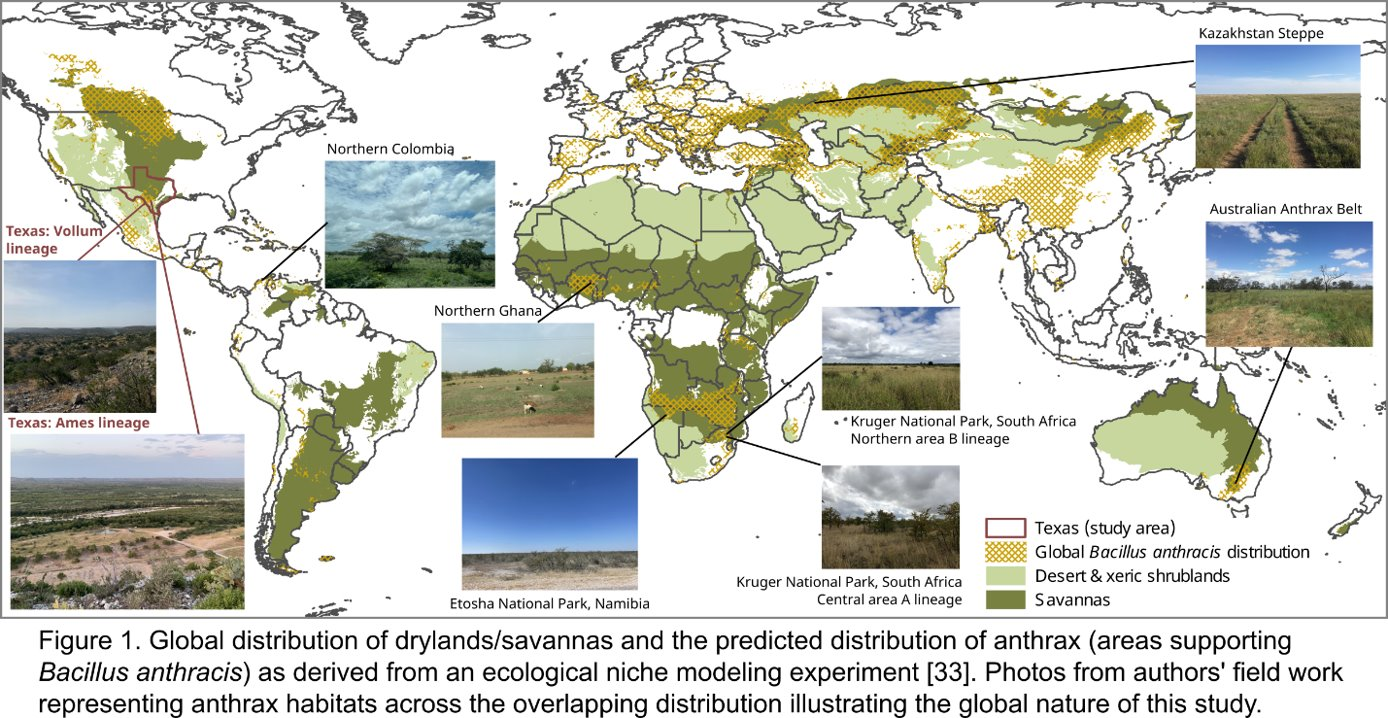 Kazakhstan Steppe
Northern Colombia
Australian Anthrax Belt
Texas: Vollum
lineage
Northern Ghana
Texas: Ames lineage
Kruger National Park, South Africa
Northern area B lineage
Texas (study area)
Global Bacillus anthracis distribution
Desert & xeric shrublands
Savannas
Kruger National Park, South Africa
Central area A lineage
Etosha National Park, Namibia
Figure 1. Global distribution of drylands/savannas and the predicted distribution of anthrax (areas supporting
Bacillus anthracis) as derived from an ecological niche modeling experiment [33]. Photos from authors' field work
representing anthrax habitats across the overlapping distribution illustrating the global nature of this study.